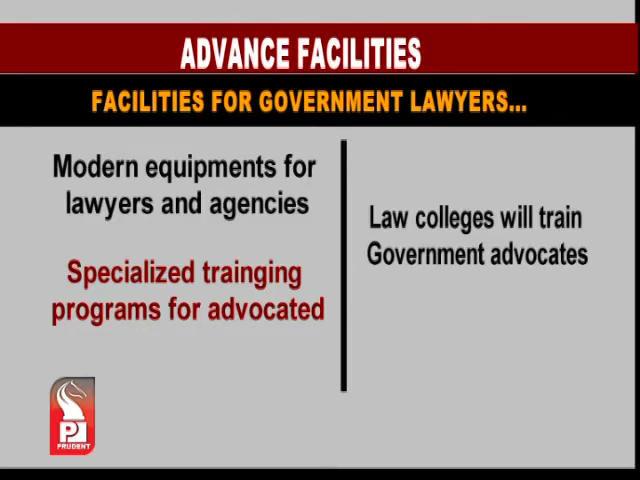 ADVANCE FACILITIES
FACILITIES FOR GOVERNMENT LAWYERS...
Modern equipments for
lawyers and agencies
Specialized trainging
programs for advocated
Law colleges will train
Government advocates
P
PRUDENT